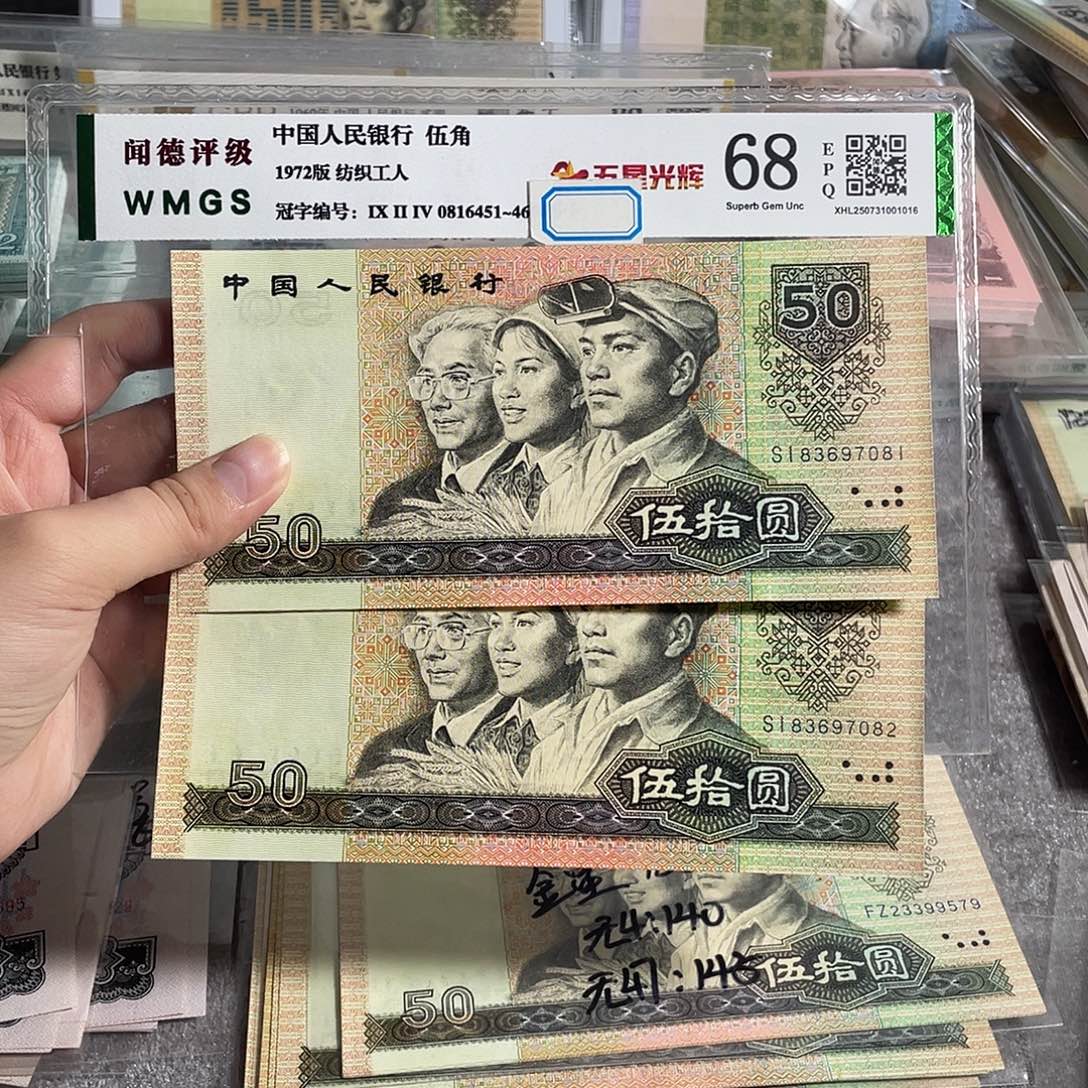 闻德评级
WMGS
中国人民银行 伍角
1972版 纺织工人
冠字编号：IX II IV 0816451~46
五星光辉
68
EPQ
Superb Gem Unc
XHL250731001016
中国人民银行
50
SI83697081
伍拾圆
50
SI83697082
伍拾圆
50
FZ23399579
无4:140
无47:145
伍拾圆
50